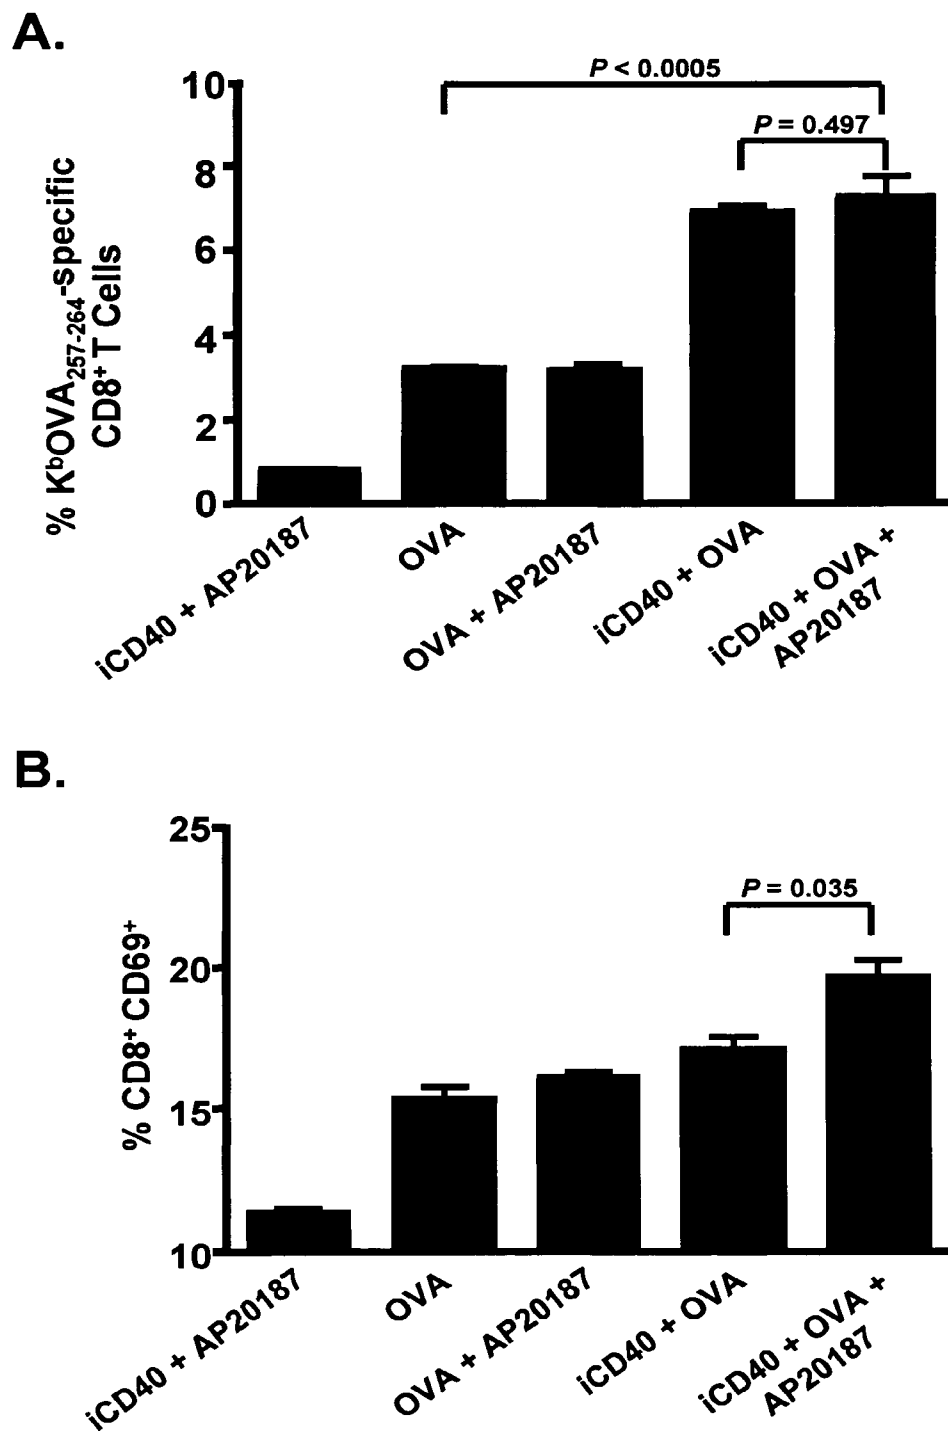 A.
P < 0.0005
P = 0.497
10
8
6
4
2
0
% KᵇOVA₂₅₇₋₂₆₄-specific
CD8⁺ T Cells
iCD40 + AP20187
OVA
OVA + AP20187
iCD40 + OVA
iCD40 + OVA +
AP20187
B.
P = 0.035
25
20
15
10
% CD8⁺ CD69⁺
iCD40 + AP20187
OVA
OVA + AP20187
iCD40 + OVA
iCD40 + OVA +
AP20187